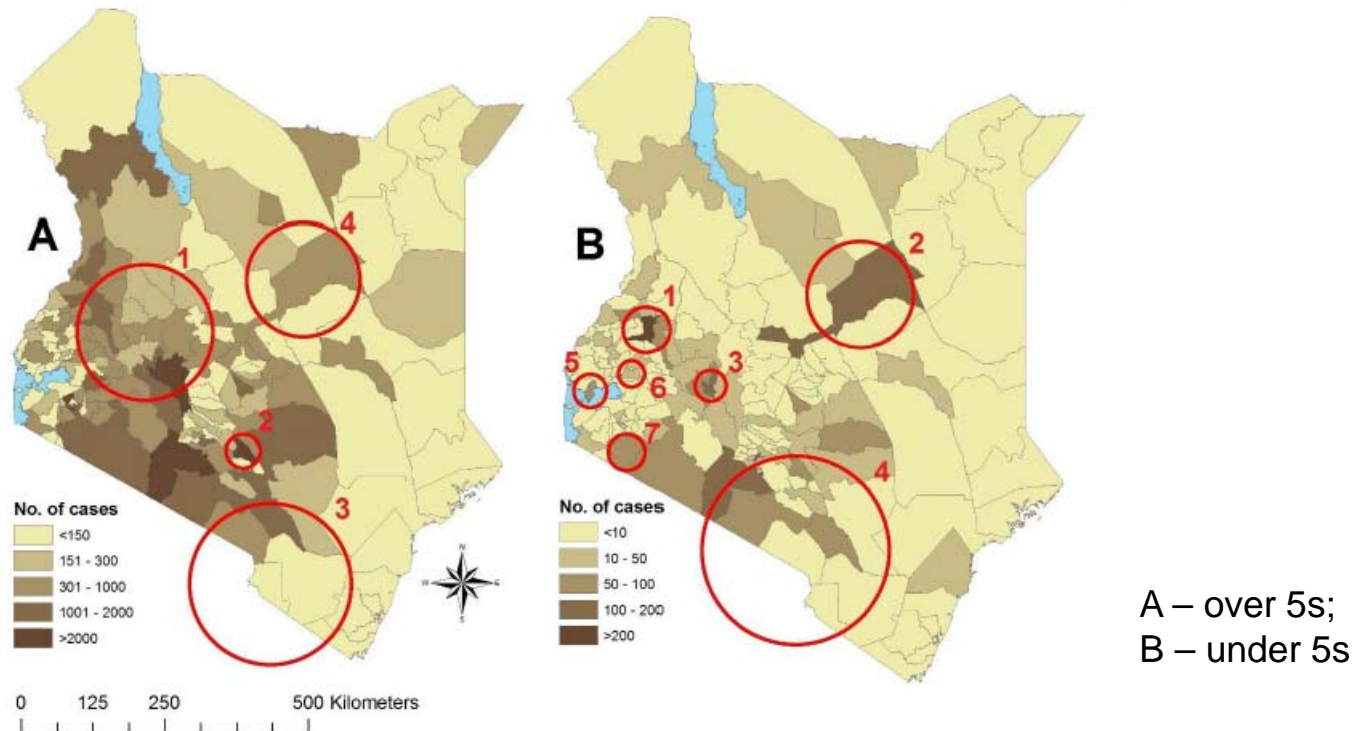 A
1
4
2
3
No. of cases
<150
151 - 300
301 - 1000
1001 - 2000
>2000
0 125 250 500 Kilometers
N
W E
S
B
2
1
5
3
6
7
4
No. of cases
<10
10 - 50
50 - 100
100 - 200
>200
A – over 5s;
B – under 5s